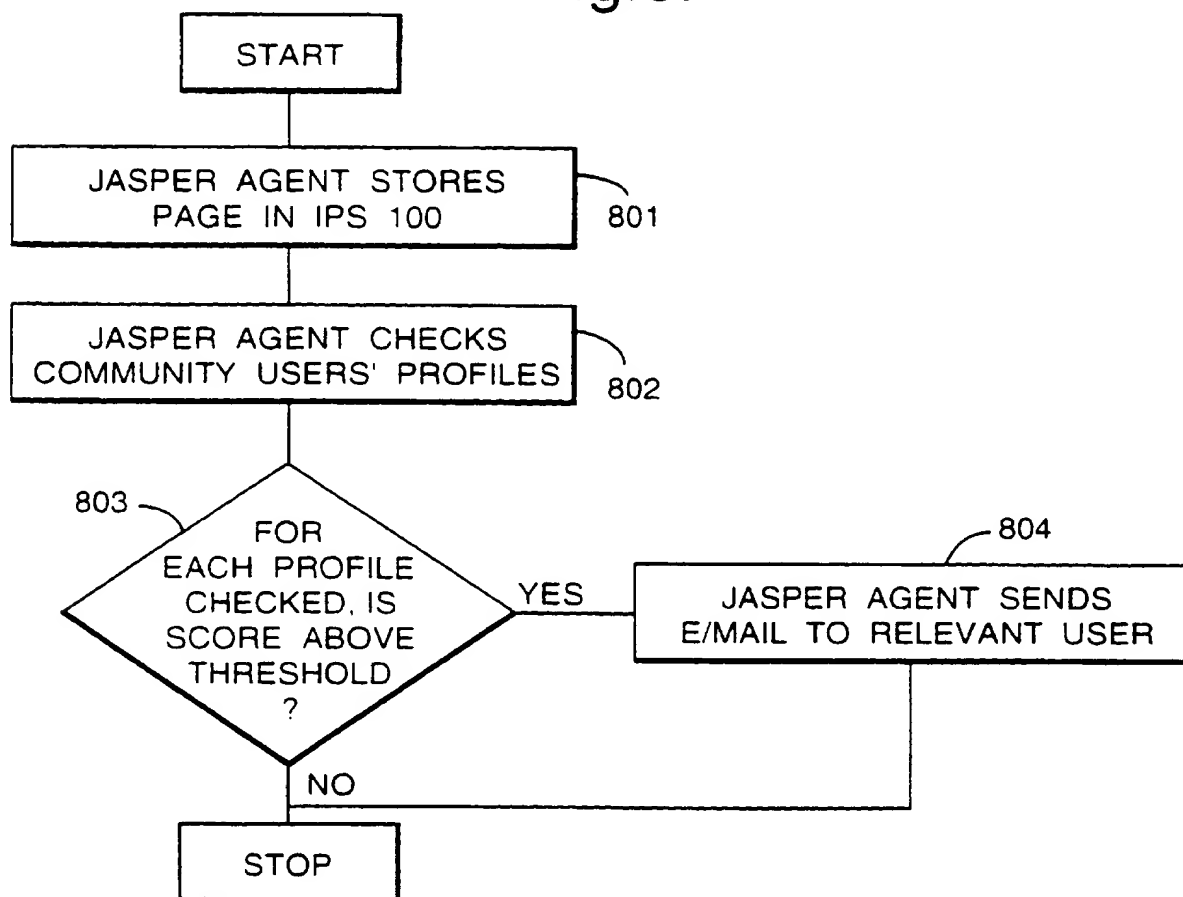 START
JASPER AGENT STORES
PAGE IN IPS 100
801
JASPER AGENT CHECKS
COMMUNITY USERS' PROFILES
802
803
FOR
EACH PROFILE
CHECKED, IS
SCORE ABOVE
THRESHOLD
?
YES
804
JASPER AGENT SENDS
E/MAIL TO RELEVANT USER
NO
STOP